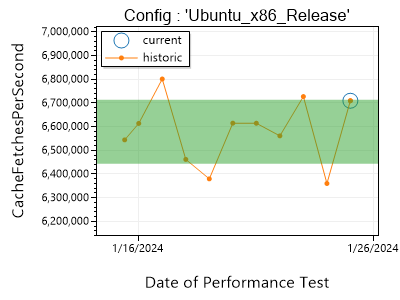 Config : 'Ubuntu_x86_Release'
CacheFetchesPerSecond
7,000,000
6,900,000
6,800,000
6,700,000
6,600,000
6,500,000
6,400,000
6,300,000
6,200,000
current
historic
1/16/2024
1/26/2024
Date of Performance Test